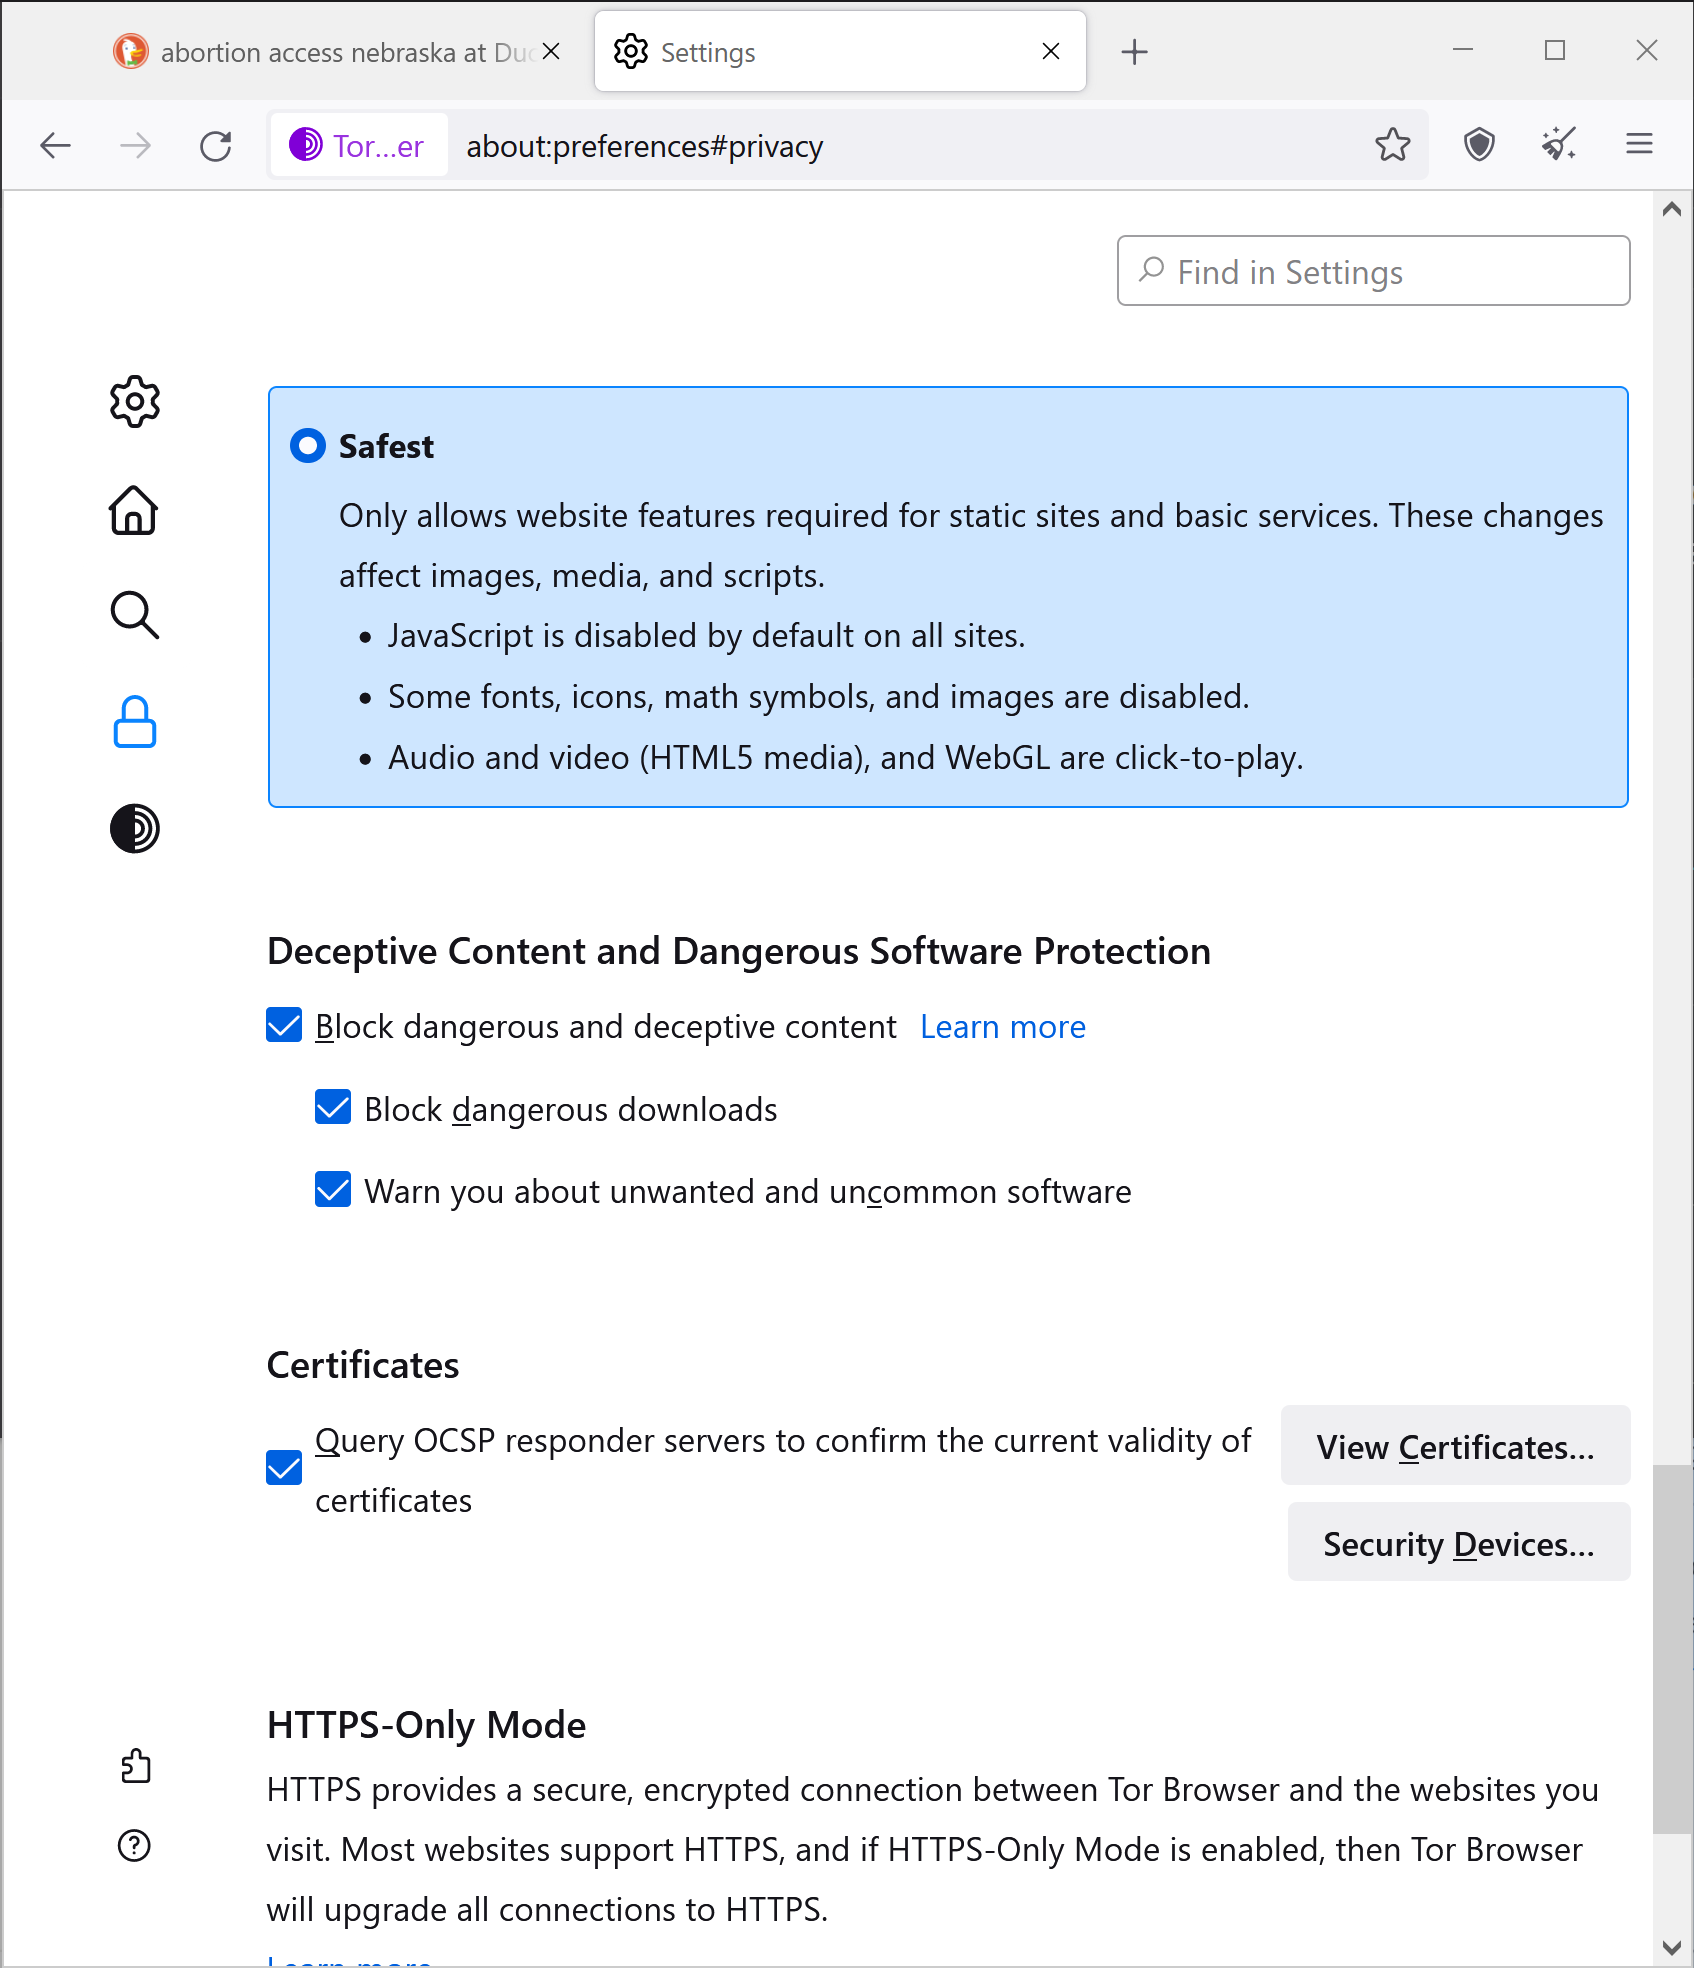 abortion access nebraska at Duc
Settings
Tor...er
about:preferences#privacy
Find in Settings
Safest
Only allows website features required for static sites and basic services. These changes
affect images, media, and scripts.
• JavaScript is disabled by default on all sites.
• Some fonts, icons, math symbols, and images are disabled.
• Audio and video (HTML5 media), and WebGL are click-to-play.
Deceptive Content and Dangerous Software Protection
Block dangerous and deceptive content Learn more
Block dangerous downloads
Warn you about unwanted and uncommon software
Certificates
Query OCSP responder servers to confirm the current validity of
certificates
View Certificates...
Security Devices...
HTTPS-Only Mode
HTTPS provides a secure, encrypted connection between Tor Browser and the websites you
visit. Most websites support HTTPS, and if HTTPS-Only Mode is enabled, then Tor Browser
will upgrade all connections to HTTPS.
Learn more